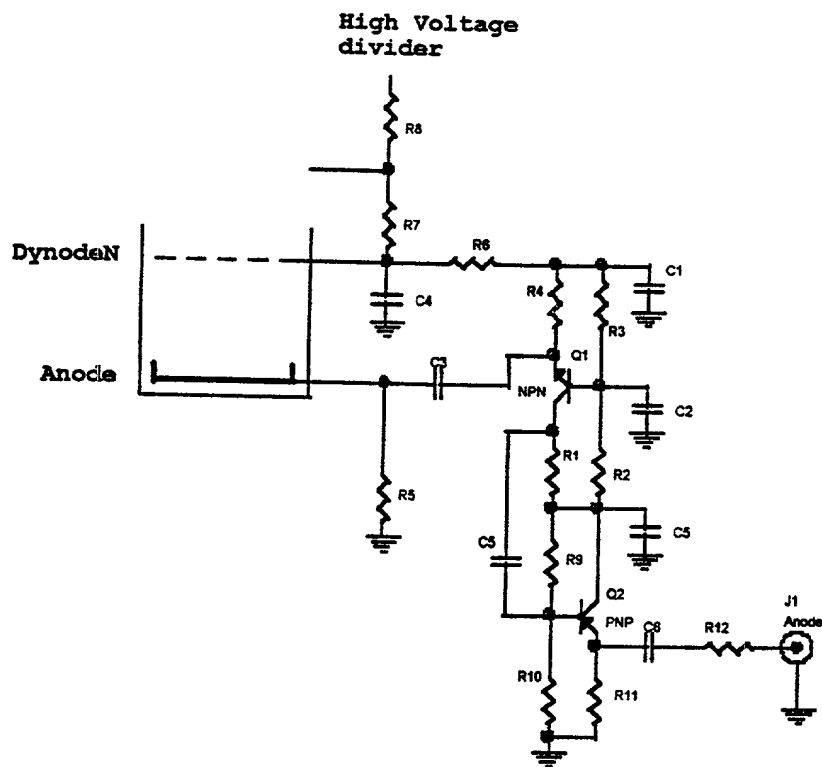 High Voltage
divider
R8
R7
DynodeN
R6
C1
R4
R3
C4
Anode
C3
Q1
NPN
C2
R1
R2
R5
C5
C5
R9
Q2
PNP
J1
Anode
C6
R12
R10
R11